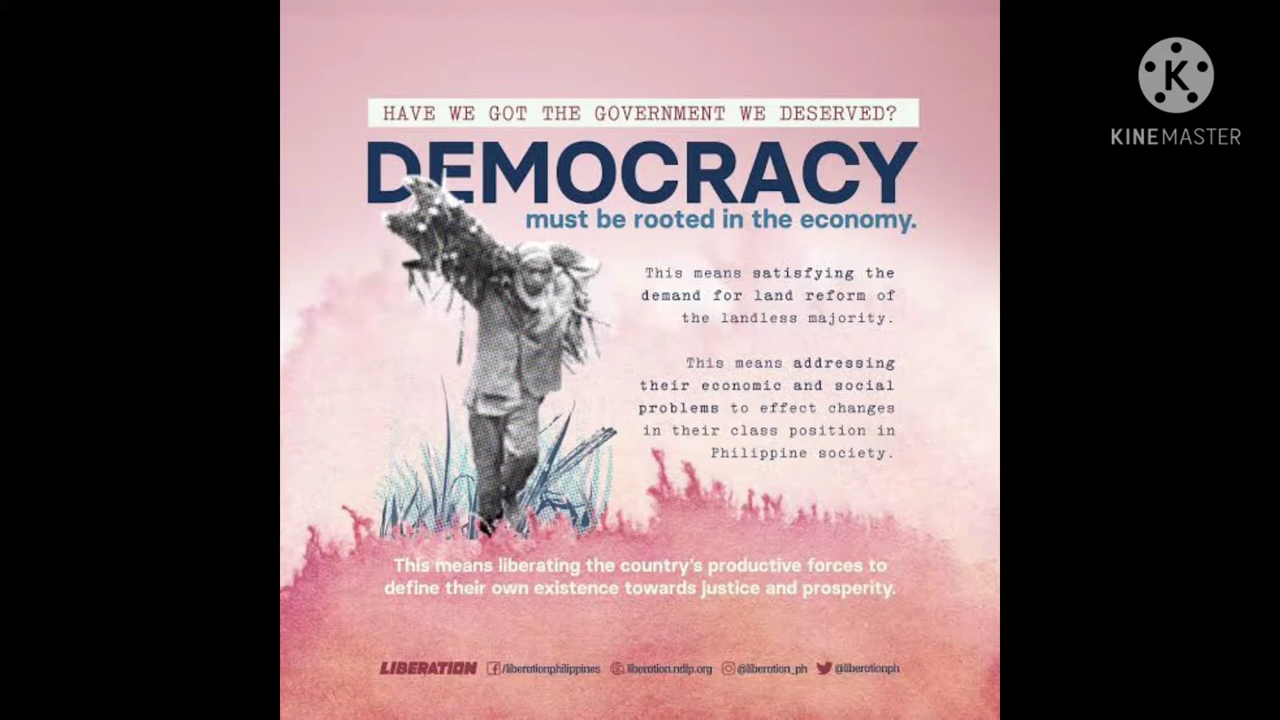 HAVE WE GOT THE GOVERNMENT WE DESERVED?
DEMOCRACY
must be rooted in the economy.
This means satisfying the
demand for land reform of
the landless majority.
This means addressing
their economic and social
problems to effect changes
in their class position in
Philippine society.
This means liberating the country's productive forces to
define their own existence towards justice and prosperity.
LIBERATION /liberationphilippines liberation.ndfp.org @liberation_ph @liberationph
K
KINEMASTER